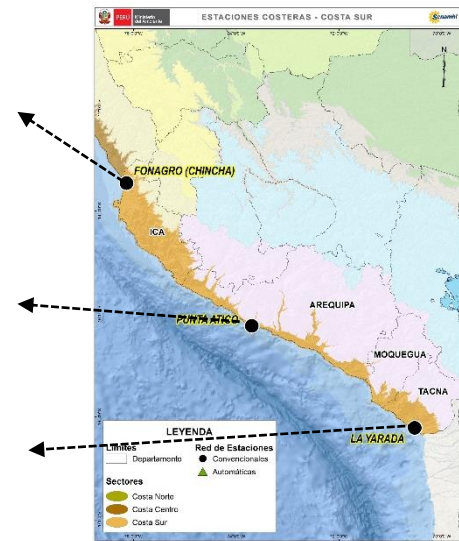 PERÚ Ministerio del Ambiente
ESTACIONES COSTERAS - COSTA SUR
Senamhi
N
FONAGRO (CHINCHA)
ICA
AREQUIPA
PUNTA ATICO
MOQUEGUA
TACNA
LA YARADA
LEYENDA
Límites
Departamento
Red de Estaciones
Convencionales
Automáticas
Sectores
Costa Norte
Costa Centro
Costa Sur